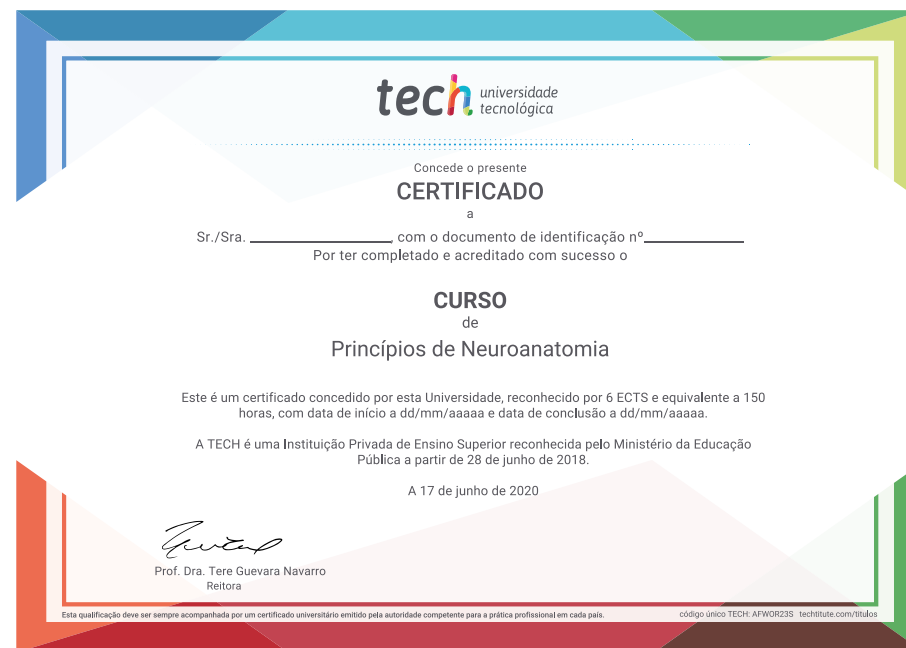 tech universidade
tecnológica
Concede o presente
CERTIFICADO
a
Sr./Sra. , com o documento de identificação nº
Por ter completado e acreditado com sucesso o
CURSO
de
Princípios de Neuroanatomia
Este é um certificado concedido por esta Universidade, reconhecido por 6 ECTS e equivalente a 150
horas, com data de início a dd/mm/aaaaa e data de conclusão a dd/mm/aaaaa.
A TECH é uma Instituição Privada de Ensino Superior reconhecida pelo Ministério da Educação
Pública a partir de 28 de junho de 2018.
A 17 de junho de 2020
Prof. Dra. Tere Guevara Navarro
Reitora
Esta qualificação deve ser sempre acompanhada por um certificado universitário emitido pela autoridade competente para a prática profissional em cada país.
código único TECH: AFWOR23S techtitute.com/titulos